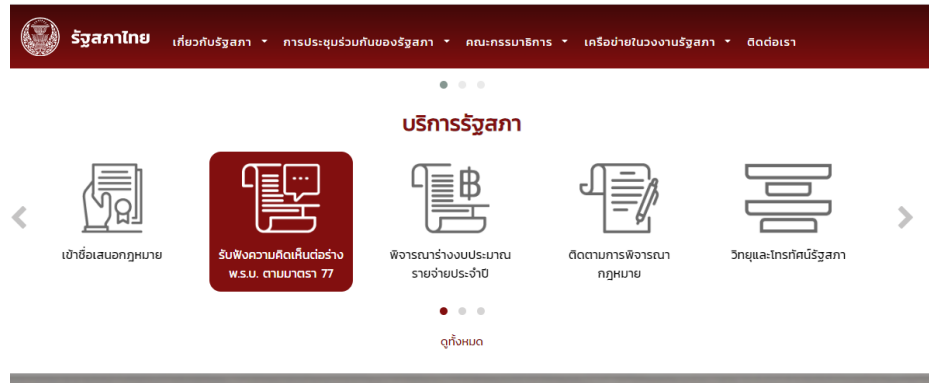 รัฐสภาไทย
เกี่ยวกับรัฐสภา
การประชุมร่วมกันของรัฐสภา
คณะกรรมาธิการ
เครือข่ายในวงงานรัฐสภา
ติดต่อเรา
บริการรัฐสภา
เข้าชื่อเสนอกฎหมาย
รับฟังความคิดเห็นต่อร่าง
พ.ร.บ. ตามมาตรา 77
พิจารณาร่างงบประมาณ
รายจ่ายประจำปี
ติดตามการพิจารณา
กฎหมาย
วิทยุและโทรทัศน์รัฐสภา
ดูทั้งหมด